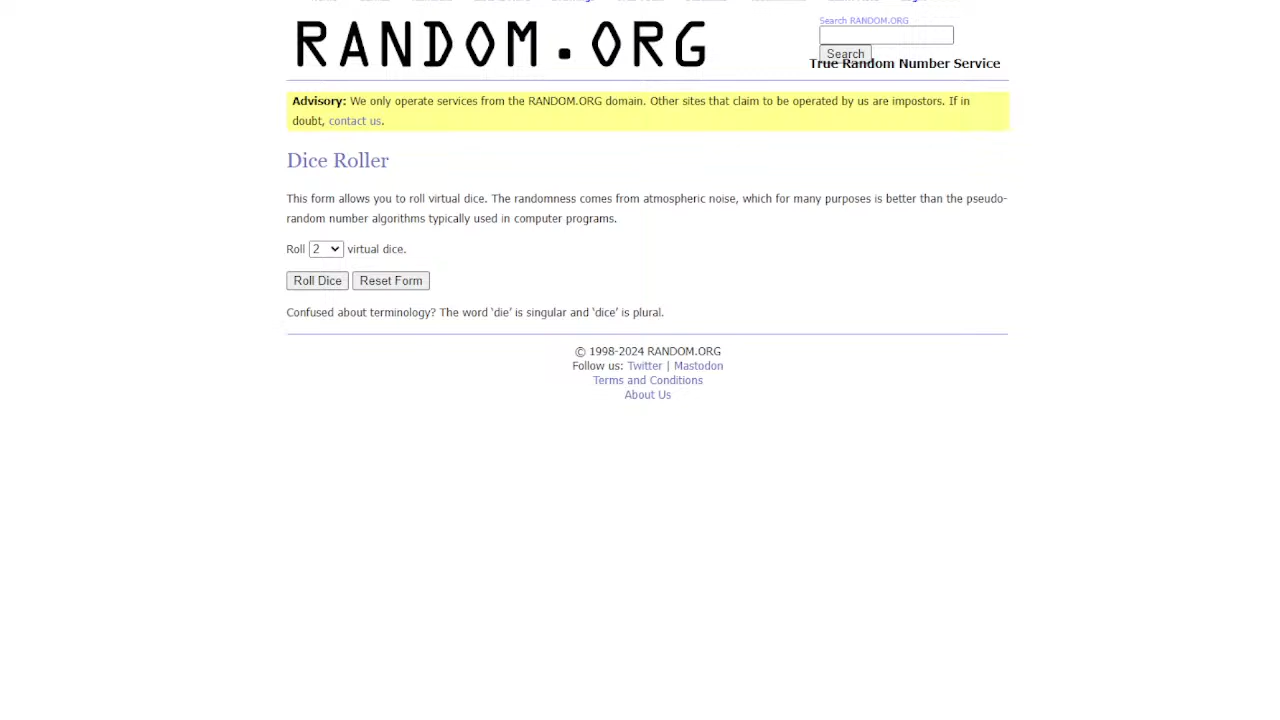 RANDOM.ORG
Search RANDOM.ORG
Search
True Random Number Service
Advisory: We only operate services from the RANDOM.ORG domain. Other sites that claim to be operated by us are impostors. If in
doubt, contact us.
Dice Roller
This form allows you to roll virtual dice. The randomness comes from atmospheric noise, which for many purposes is better than the pseudo-
random number algorithms typically used in computer programs.
Roll 2 virtual dice.
Roll Dice Reset Form
Confused about terminology? The word ‘die’ is singular and ‘dice’ is plural.
© 1998-2024 RANDOM.ORG
Follow us: Twitter | Mastodon
Terms and Conditions
About Us